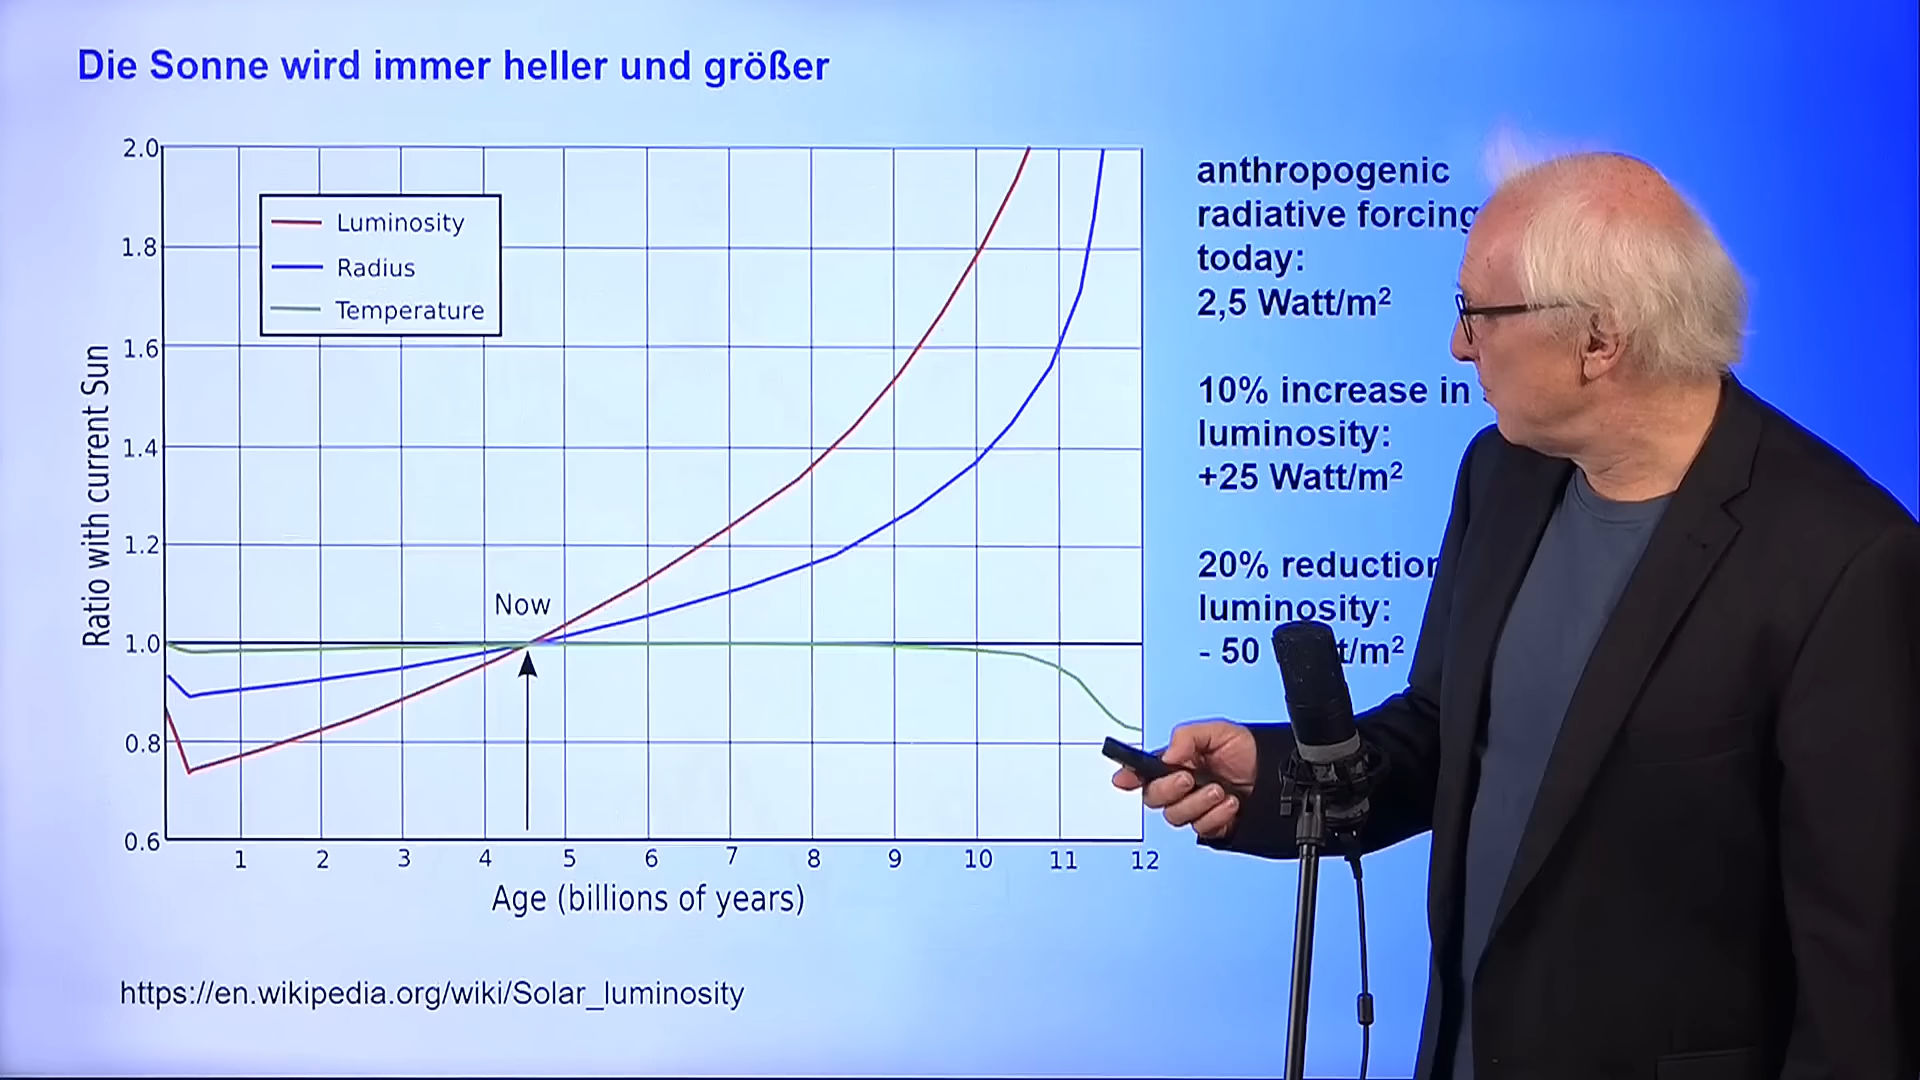 Die Sonne wird immer heller und größer
2.0
1.8
1.6
1.4
1.2
1.0
0.8
0.6
Ratio with current Sun
Luminosity
Radius
Temperature
Now
1 2 3 4 5 6 7 8 9 10 11 12
Age (billions of years)
https://en.wikipedia.org/wiki/Solar_luminosity
anthropogenic
radiative forcing
today:
2,5 Watt/m²
10% increase in
luminosity:
+25 Watt/m²
20% reduction
luminosity:
- 50